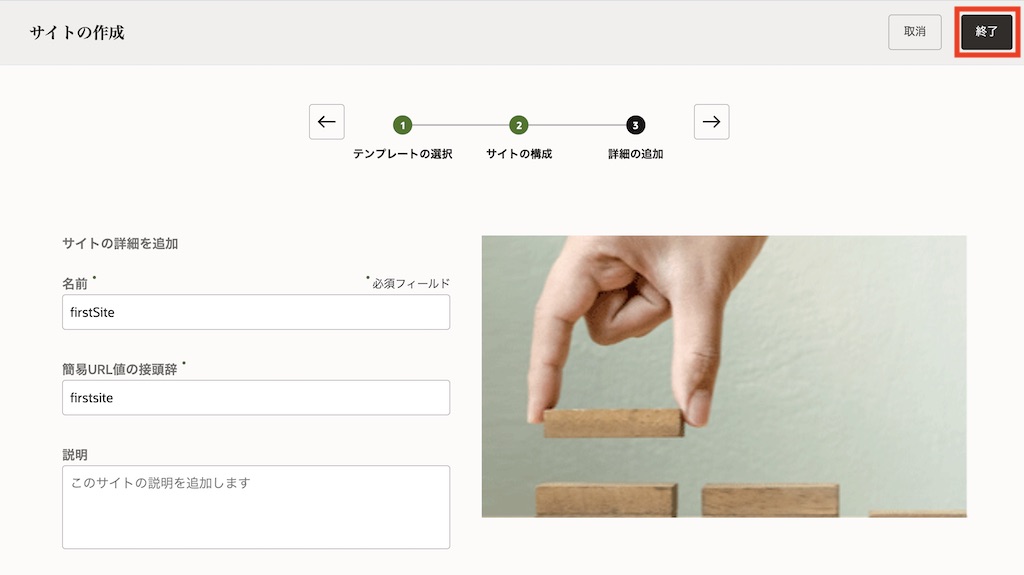 サイトの作成
取消
終了
1
2
3
テンプレートの選択
サイトの構成
詳細の追加
サイトの詳細を追加
名前 *
* 必須フィールド
firstSite
簡易URL値の接頭辞 *
firstsite
説明
このサイトの説明を追加します